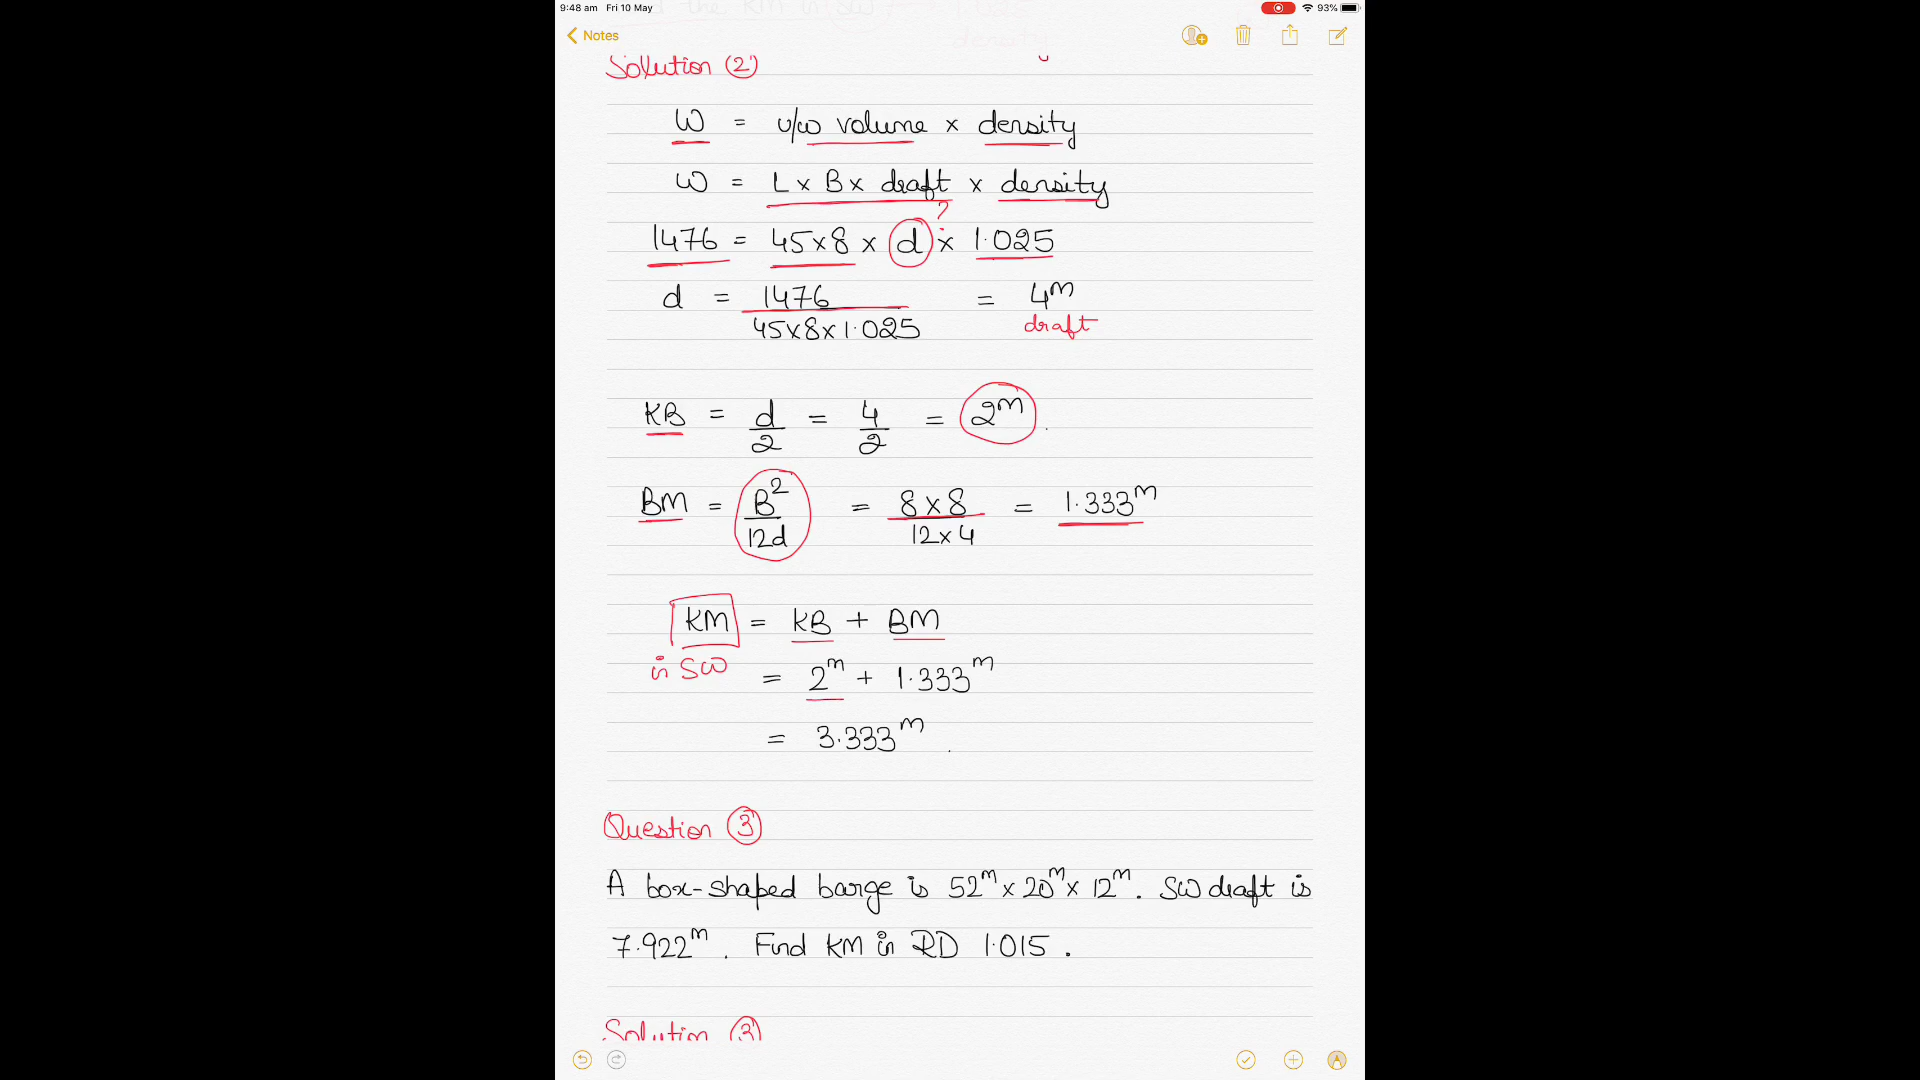 9:48 am Fri 10 May 93%
Notes
Solution (2)
W = u/w volume x density
W = L x B x draft x density
?
1476 = 45x8 x d x 1.025
d = 1476 / 45x8x1.025 = 4m
draft
KB = d/2 = 4/2 = 2m.
BM = B²/12d = 8x8/12x4 = 1.333m
KM = KB + BM
in SW
= 2m + 1.333m
= 3.333m.
Question (3)
A box-shaped barge is 52m x 20m x 12m. SW draft is
7.922m. Find KM in RD 1.015.
Solution (3)